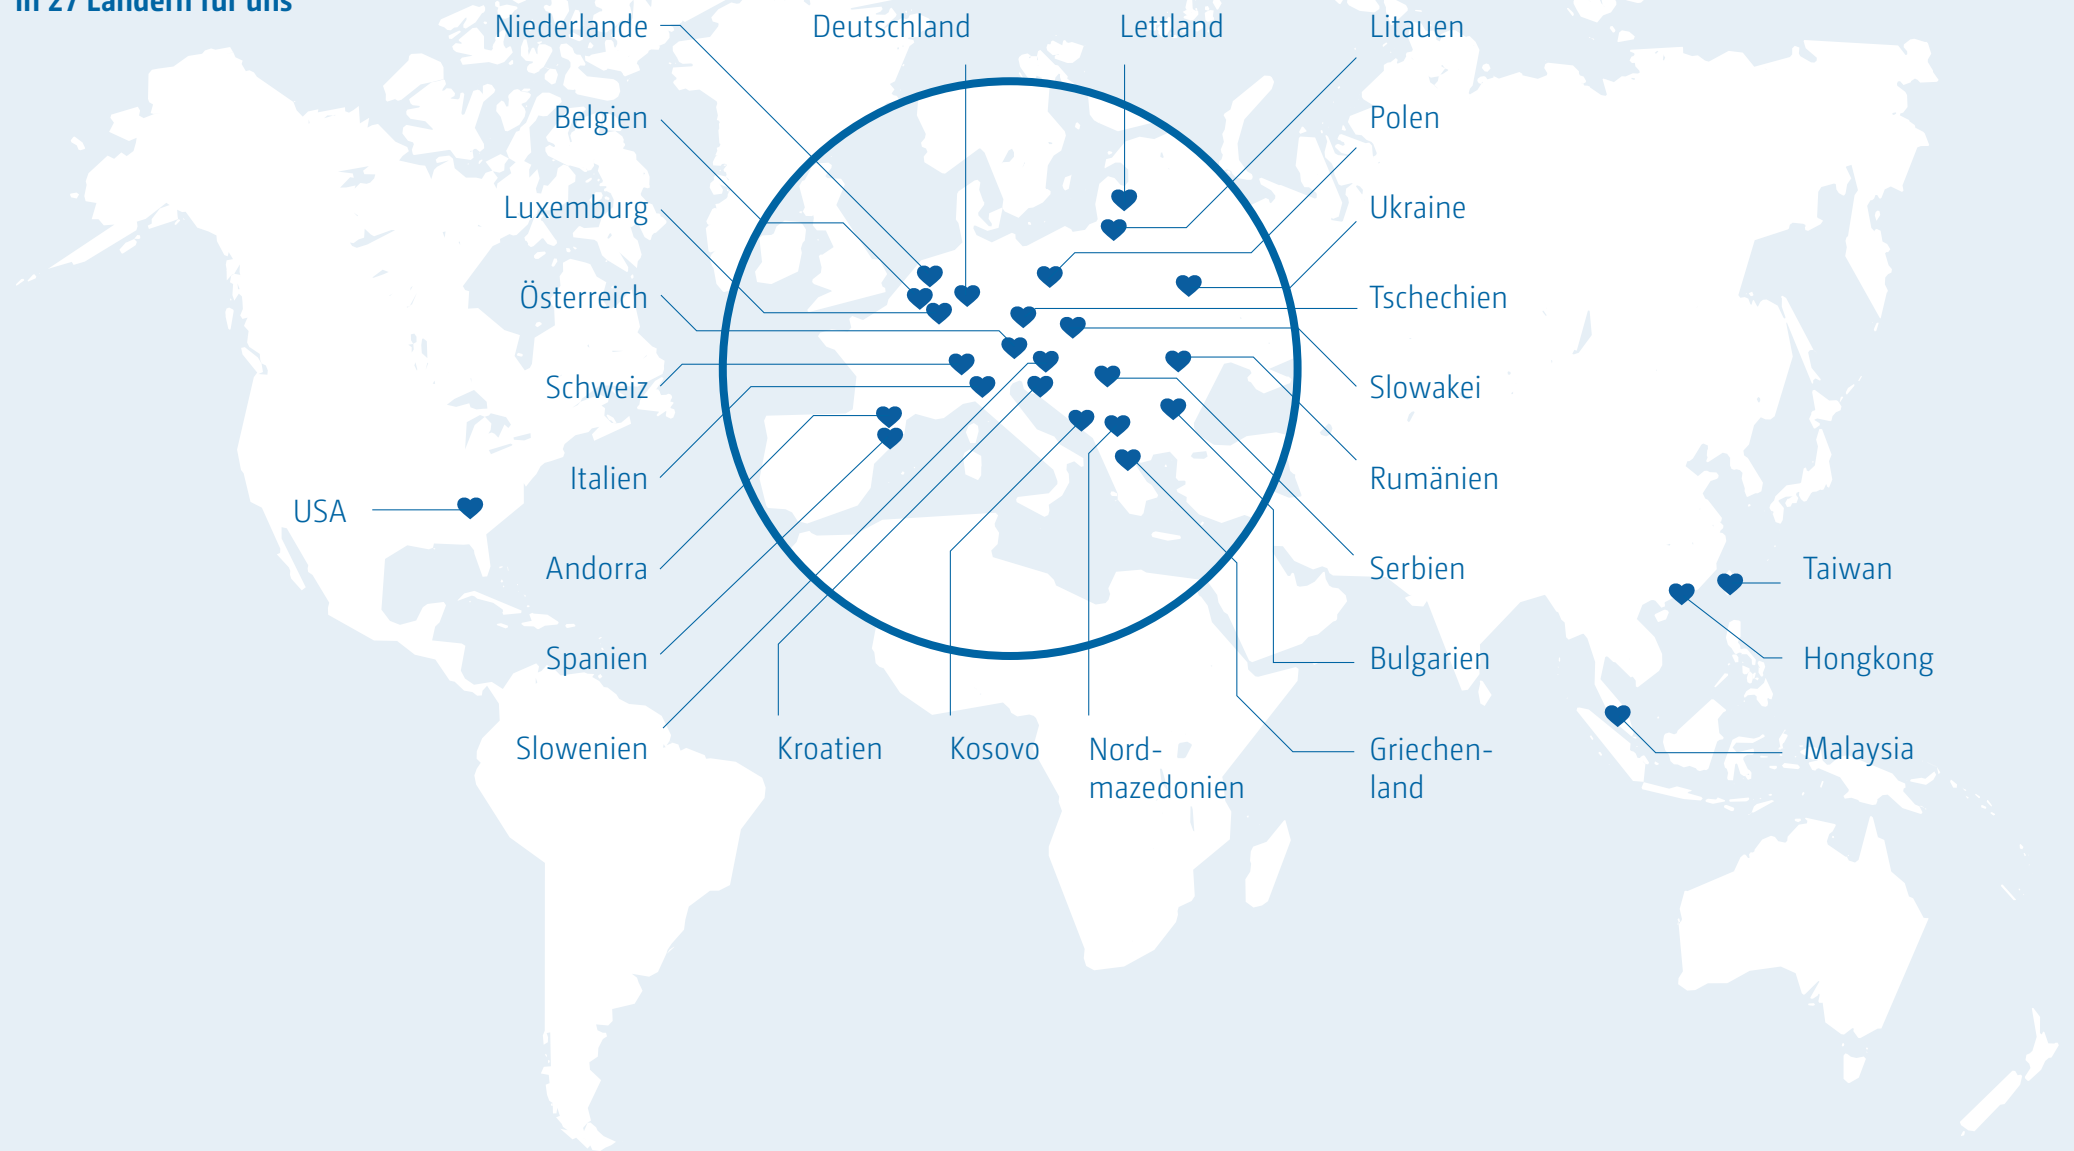 in 27 Ländern für uns
Niederlande
Deutschland
Lettland
Litauen
Belgien
Polen
Luxemburg
Ukraine
Österreich
Tschechien
Schweiz
Slowakei
Italien
Rumänien
USA
Andorra
Serbien
Taiwan
Spanien
Bulgarien
Hongkong
Slowenien
Kroatien
Kosovo
Nord-
mazedonien
Griechen-
land
Malaysia